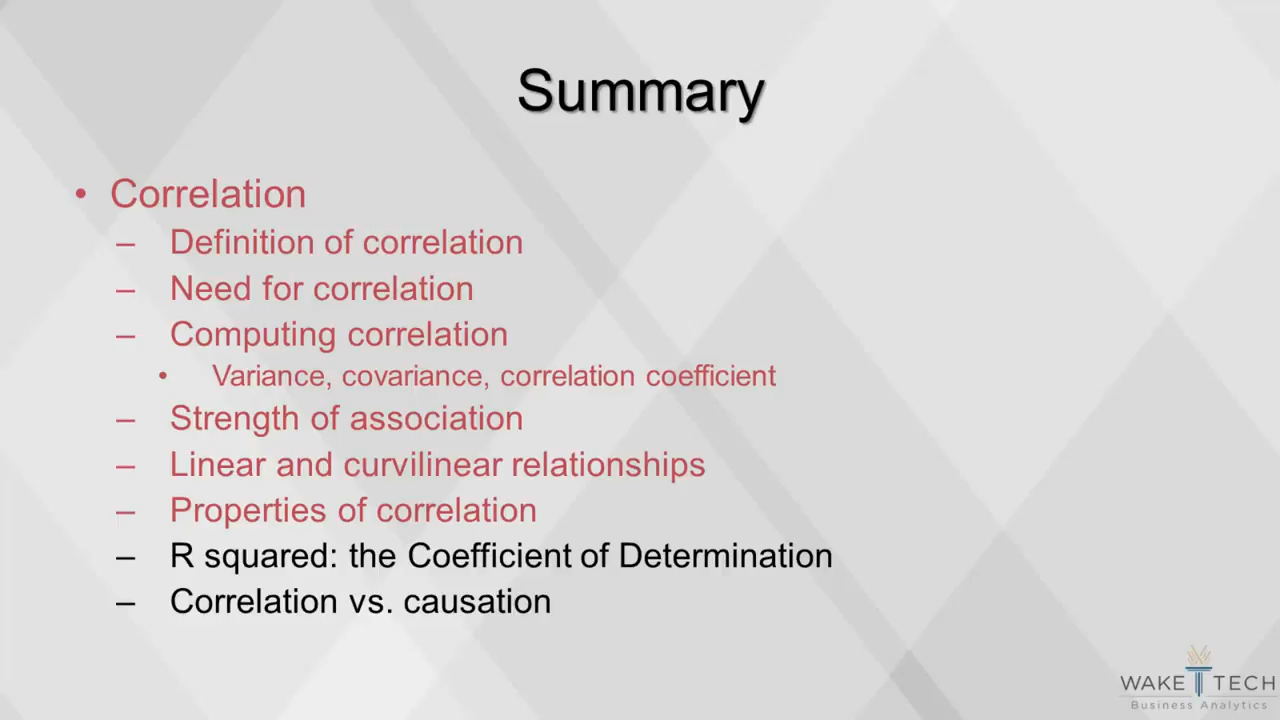 Summary
• Correlation
– Definition of correlation
– Need for correlation
– Computing correlation
• Variance, covariance, correlation coefficient
– Strength of association
– Linear and curvilinear relationships
– Properties of correlation
– R squared: the Coefficient of Determination
– Correlation vs. causation
WAKE TECH
Business Analytics